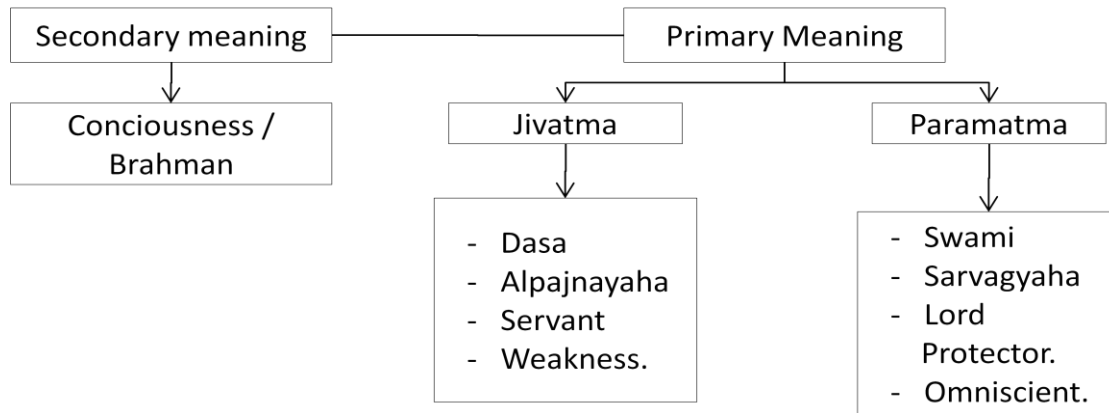 Secondary meaning
Primary Meaning
Conciousness /
Brahman
Jivatma
Paramatma
- Dasa
- Alpajnayaha
- Servant
- Weakness.
- Swami
- Sarvagyaha
- Lord
Protector.
- Omniscient.